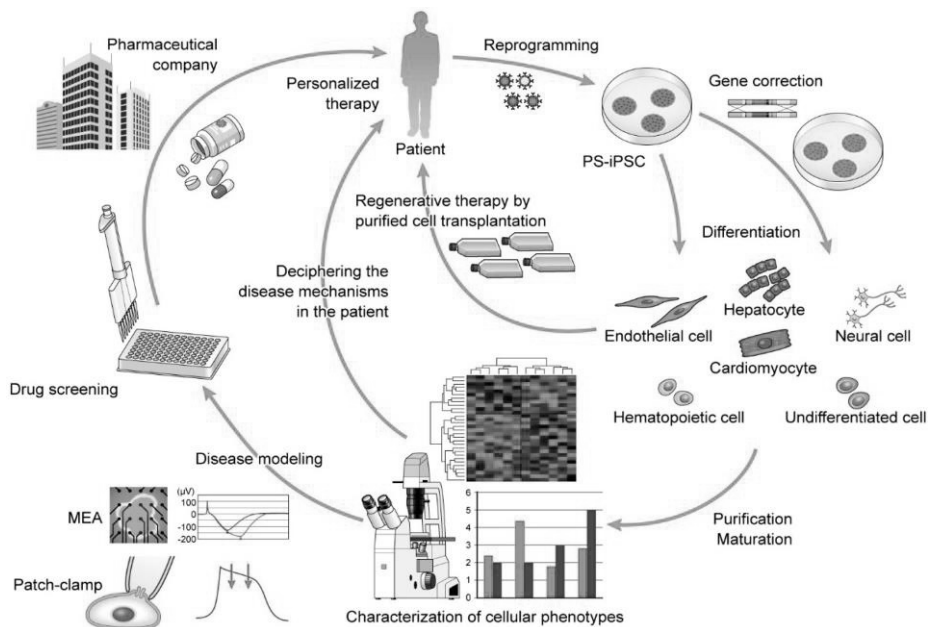 Pharmaceutical
company
Personalized
therapy
Patient
Reprogramming
PS-iPSC
Gene correction
Regenerative therapy by
purified cell transplantation
Differentiation
Hepatocyte
Endothelial cell
Neural cell
Cardiomyocyte
Hematopoietic cell
Undifferentiated cell
Deciphering the
disease mechanisms
in the patient
Drug screening
Disease modeling
MEA
(μV)
100
0
-100
-200
Patch-clamp
6
5
4
3
2
1
0
Purification
Maturation
Characterization of cellular phenotypes